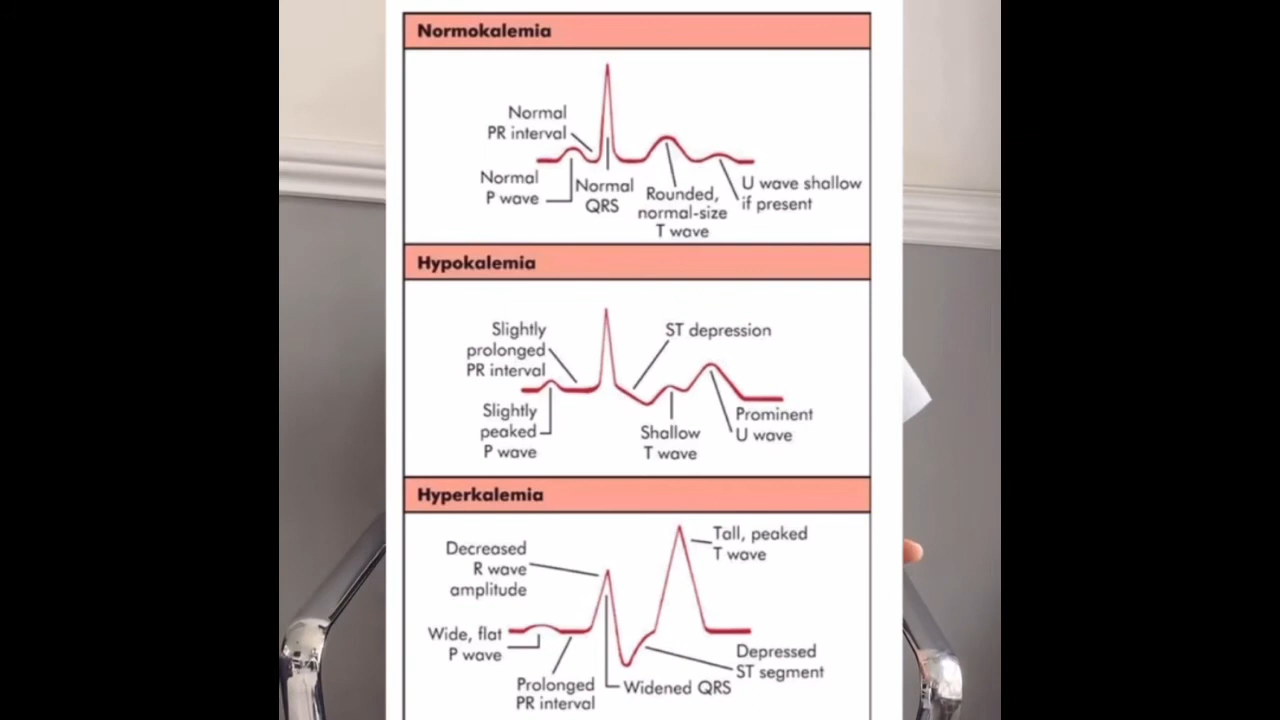 Normokalemia
Normal
PR interval
Normal
P wave
Normal
QRS
Rounded,
normal-size
T wave
U wave shallow
if present
Hypokalemia
Slightly
prolonged
PR interval
ST depression
Slightly
peaked
P wave
Shallow
T wave
Prominent
U wave
Hyperkalemia
Tall, peaked
T wave
Decreased
R wave
amplitude
Wide, flat
P wave
Prolonged
PR interval
Widened QRS
Depressed
ST segment